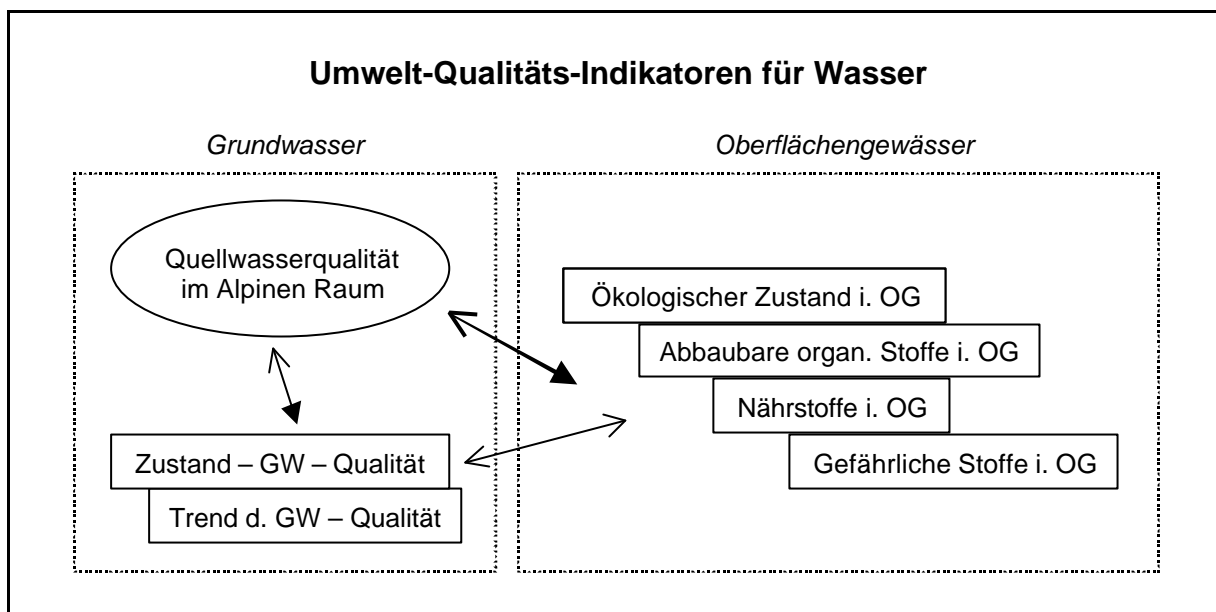 Umwelt-Qualitäts-Indikatoren für Wasser
Grundwasser
Quellwasserqualität
im Alpinen Raum
Zustand – GW – Qualität
Trend d. GW – Qualität
Oberflächengewässer
Ökologischer Zustand i. OG
Abbaubare organ. Stoffe i. OG
Nährstoffe i. OG
Gefährliche Stoffe i. OG